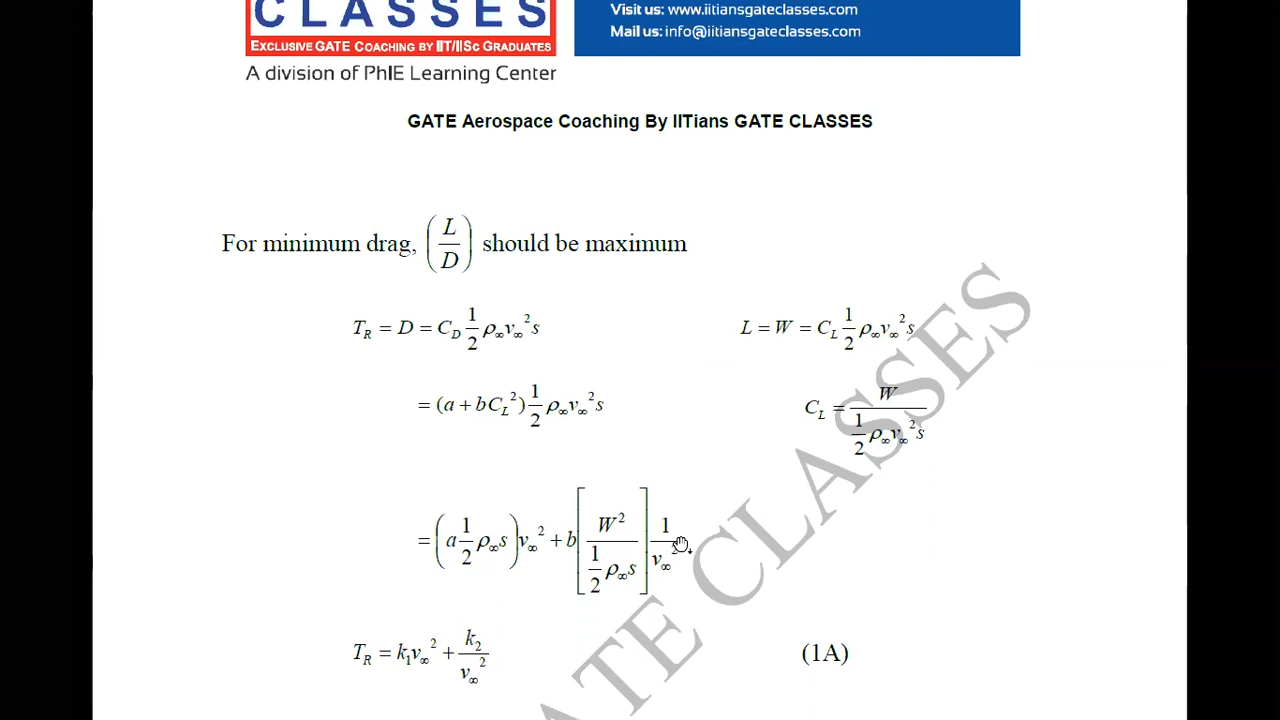 CLASSES
EXCLUSIVE GATE COACHING BY IIT/IISc GRADUATES
A division of PhIE Learning Center
Visit us: www.iitiansgateclasses.com
Mail us: info@iitiansgateclasses.com
GATE Aerospace Coaching By IITians GATE CLASSES
For minimum drag, (L/D) should be maximum
T_R = D = C_D 1/2 ρ_∞ v_∞^2 s L = W = C_L 1/2 ρ_∞ v_∞^2 s
= (a + bC_L^2) 1/2 ρ_∞ v_∞^2 s C_L = W / (1/2 ρ_∞ v_∞^2 s)
= (a 1/2 ρ_∞ s) v_∞^2 + b [W^2 / (1/2 ρ_∞ s)] 1/v_∞^2
T_R = k_1 v_∞^2 + k_2/v_∞^2 (1A)
GATE CLASSES